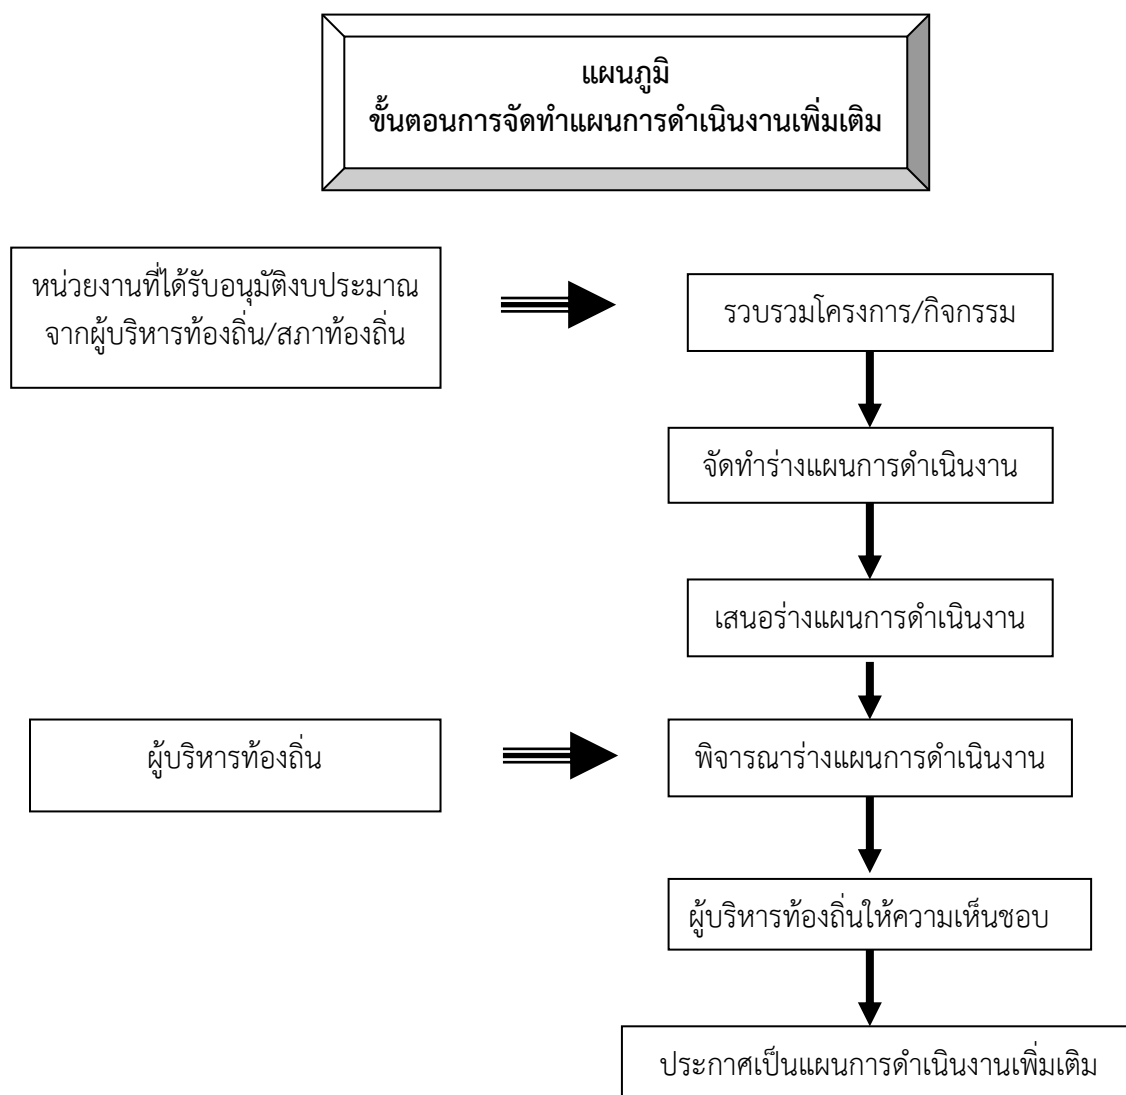 แผนภูมิ
ขั้นตอนการจัดทำแผนการดำเนินงานเพิ่มเติม
หน่วยงานที่ได้รับอนุมัติงบประมาณ
จากผู้บริหารท้องถิ่น/สภาท้องถิ่น
รวบรวมโครงการ/กิจกรรม
จัดทำร่างแผนการดำเนินงาน
เสนอร่างแผนการดำเนินงาน
ผู้บริหารท้องถิ่น
พิจารณาร่างแผนการดำเนินงาน
ผู้บริหารท้องถิ่นให้ความเห็นชอบ
ประกาศเป็นแผนการดำเนินงานเพิ่มเติม